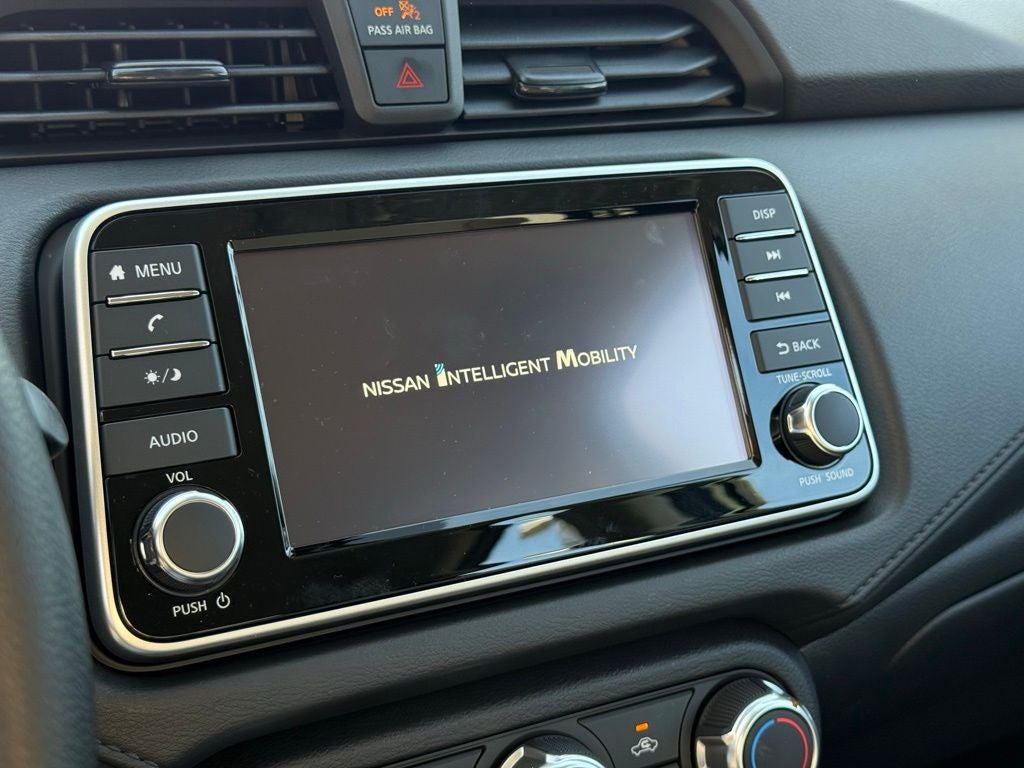 OFF
PASS AIR BAG
MENU
AUDIO
VOL
PUSH
NISSAN INTELLIGENT MOBILITY
DISP
BACK
TUNE·SCROLL
PUSH SOUND